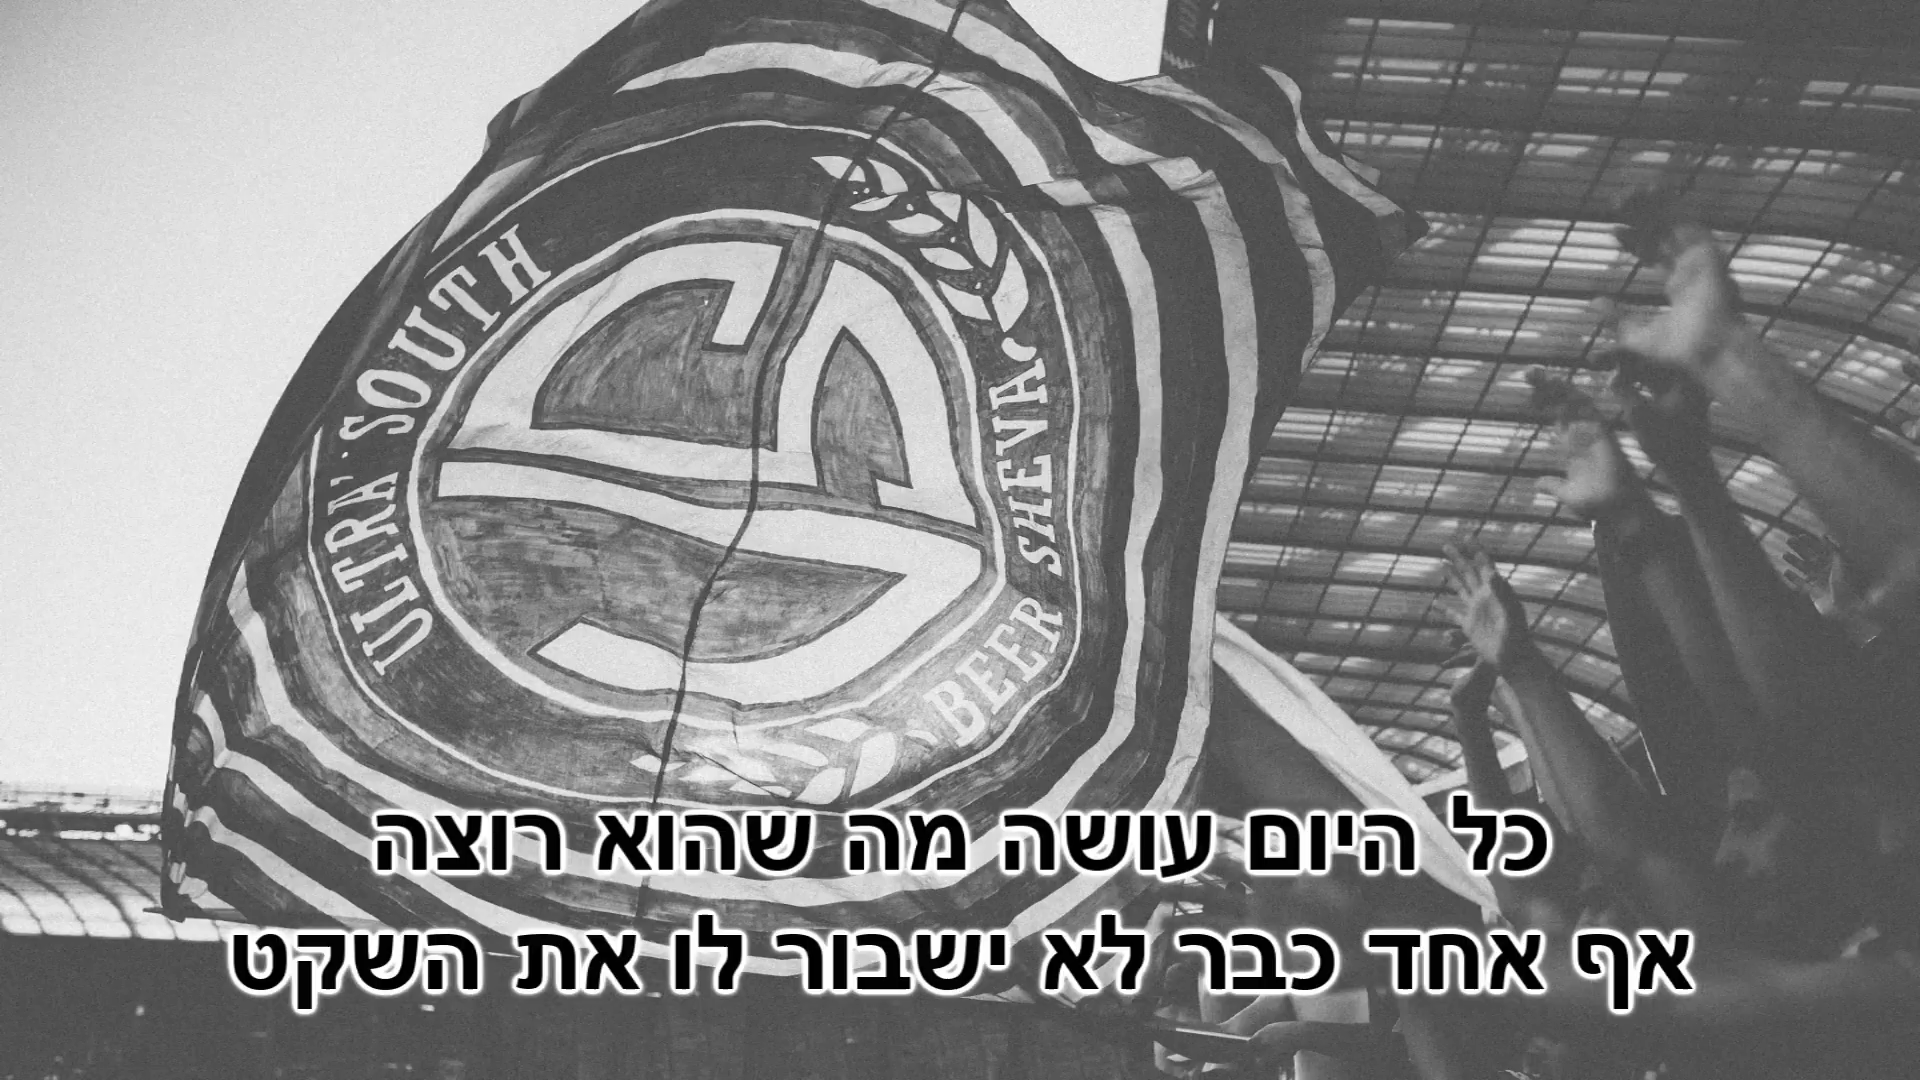 ULTRA' SOUTH
BEER SHEVA
כל היום עושה מה שהוא רוצה
אף אחד כבר לא ישבור לו את השקט